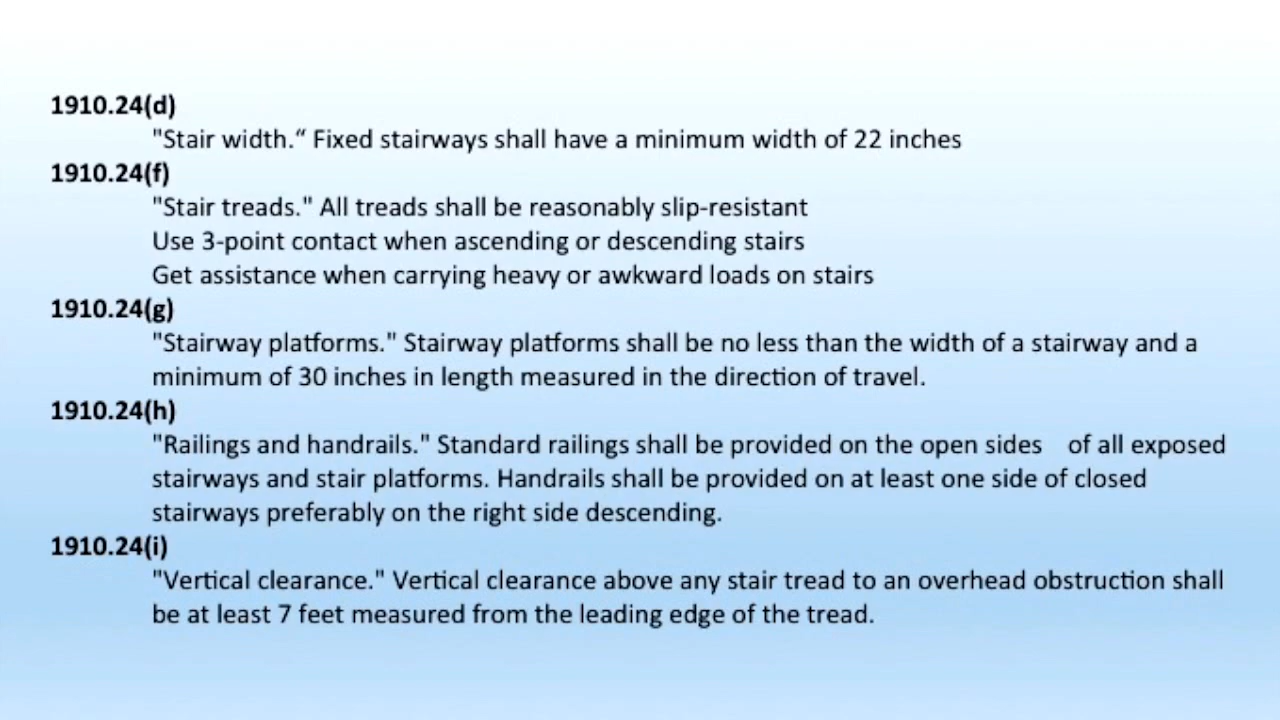 1910.24(d)
"Stair width.“ Fixed stairways shall have a minimum width of 22 inches
1910.24(f)
"Stair treads." All treads shall be reasonably slip-resistant
Use 3-point contact when ascending or descending stairs
Get assistance when carrying heavy or awkward loads on stairs
1910.24(g)
"Stairway platforms." Stairway platforms shall be no less than the width of a stairway and a
minimum of 30 inches in length measured in the direction of travel.
1910.24(h)
"Railings and handrails." Standard railings shall be provided on the open sides of all exposed
stairways and stair platforms. Handrails shall be provided on at least one side of closed
stairways preferably on the right side descending.
1910.24(i)
"Vertical clearance." Vertical clearance above any stair tread to an overhead obstruction shall
be at least 7 feet measured from the leading edge of the tread.